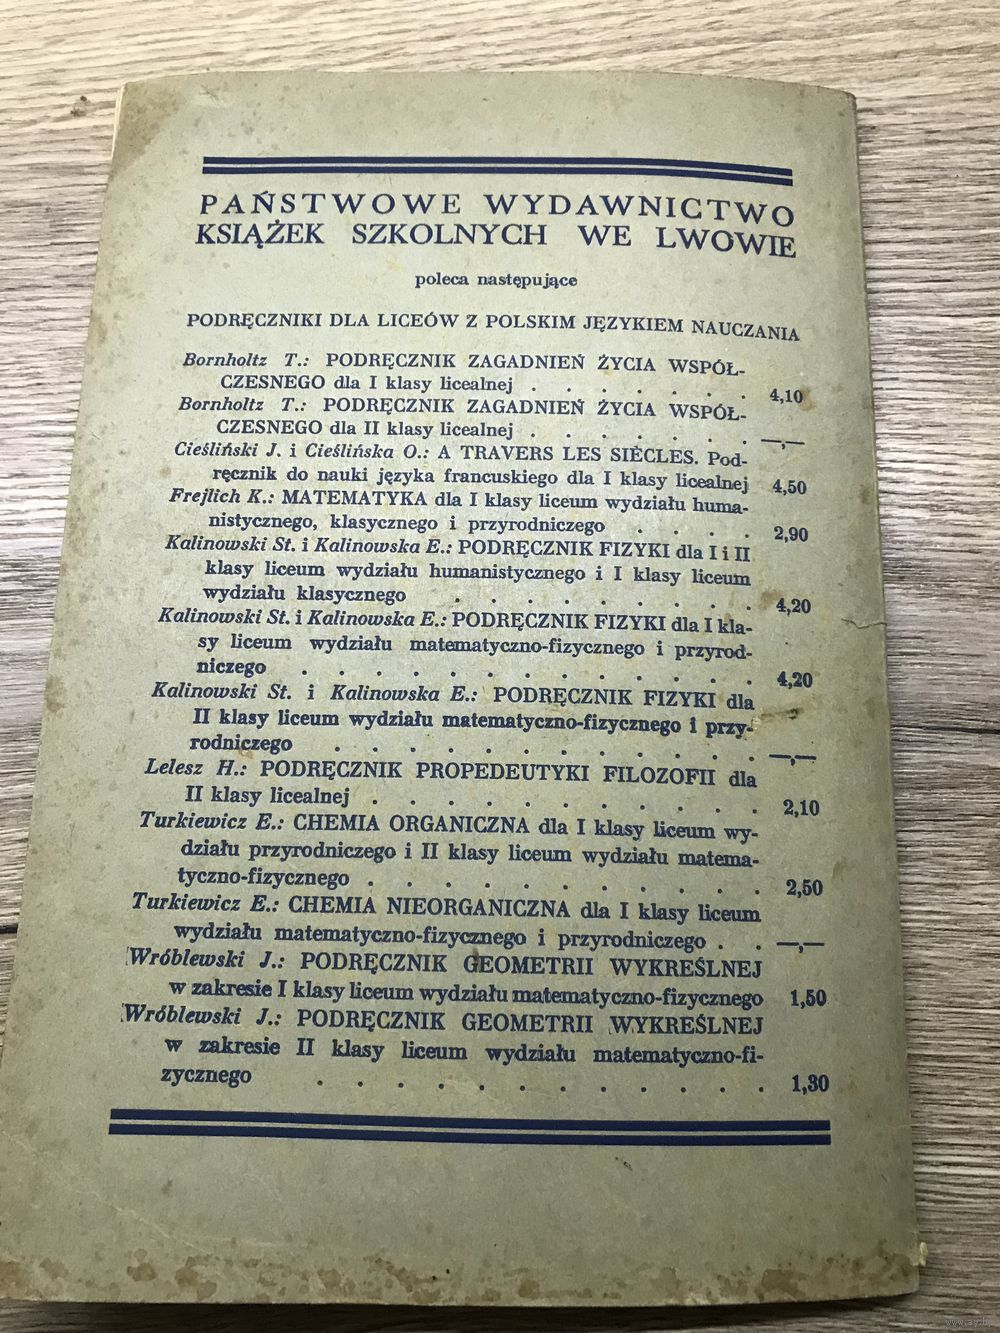 PAŃSTWOWE WYDAWNICTWO
KSIĄŻEK SZKOLNYCH WE LWOWIE
poleca następujące
PODRĘCZNIKI DLA LICEÓW Z POLSKIM JĘZYKIEM NAUCZANIA
Bornholtz T.: PODRĘCZNIK ZAGADNIEŃ ŻYCIA WSPÓŁ-
CZESNEGO dla I klasy licealnej . . . . . . . 4,10
Bornholtz T.: PODRĘCZNIK ZAGADNIEŃ ŻYCIA WSPÓŁ-
CZESNEGO dla II klasy licealnej . . . . . . . —,—
Cieśliński J. i Cieślińska O.: A TRAVERS LES SIÈCLES. Pod-
ręcznik do nauki języka francuskiego dla I klasy licealnej 4,50
Frejlich K.: MATEMATYKA dla I klasy liceum wydziału huma-
nistycznego, klasycznego i przyrodniczego . . . . 2,90
Kalinowski St. i Kalinowska E.: PODRĘCZNIK FIZYKI dla I i II
klasy liceum wydziału humanistycznego i I klasy liceum
wydziału klasycznego . . . . . . . . . 4,20
Kalinowski St. i Kalinowska E.: PODRĘCZNIK FIZYKI dla I kla-
sy liceum wydziału matematyczno-fizycznego i przyrod-
niczego . . . . . . . . . . . . . 4,20
Kalinowski St. i Kalinowska E.: PODRĘCZNIK FIZYKI dla
II klasy liceum wydziału matematyczno-fizycznego i przy-
rodniczego . . . . . . . . . . . . —,—
Lelesz H.: PODRĘCZNIK PROPEDEUTYKI FILOZOFII dla
II klasy licealnej . . . . . . . . . . . 2,10
Turkiewicz E.: CHEMIA ORGANICZNA dla I klasy liceum wy-
działu przyrodniczego i II klasy liceum wydziału matema-
tyczno-fizycznego . . . . . . . . . . . 2,50
Turkiewicz E.: CHEMIA NIEORGANICZNA dla I klasy liceum
wydziału matematyczno-fizycznego i przyrodniczego . . —,—
Wróblewski J.: PODRĘCZNIK GEOMETRII WYKREŚLNEJ
w zakresie I klasy liceum wydziału matematyczno-fizycznego 1,50
Wróblewski J.: PODRĘCZNIK GEOMETRII WYKREŚLNEJ
w zakresie II klasy liceum wydziału matematyczno-fi-
zycznego . . . . . . . . . . . . 1,30
www.ay.by